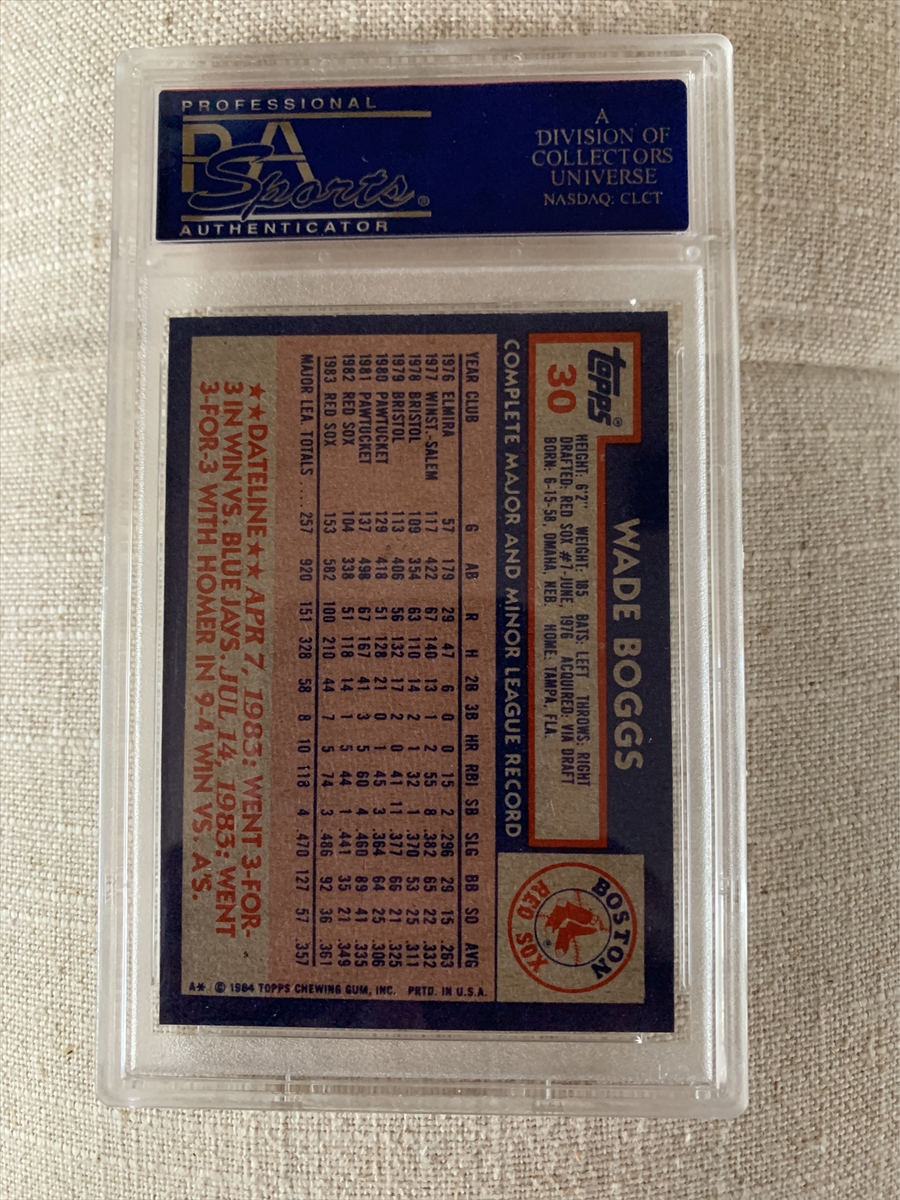 PROFESSIONAL
PSA
Sports®
AUTHENTICATOR
A
DIVISION OF
COLLECTORS
UNIVERSE
NASDAQ: CLCT
topps®
30
WADE BOGGS
HEIGHT: 6'2" WEIGHT: 185 BATS: LEFT THROWS: RIGHT
DRAFTED: RED SOX #7-JUNE, 1976 ACQUIRED: VIA DRAFT
BORN: 6-15-58, OMAHA, NEB. HOME: TAMPA, FLA.
BOSTON
RED SOX
COMPLETE MAJOR AND MINOR LEAGUE RECORD
YEAR CLUB G AB R H 2B 3B HR RBI SB SLG BB SO AVG
1976 ELMIRA 57 179 29 47 6 0 0 15 2 .296 29 15 .263
1977 WINST.-SALEM 117 422 67 140 13 1 2 55 8 .382 65 22 .332
1978 BRISTOL 109 354 63 110 14 2 1 32 1 .370 53 25 .311
1979 BRISTOL 113 406 56 132 17 2 0 41 11 .377 66 21 .325
1980 PAWTUCKET 129 418 51 128 21 0 1 45 3 .364 64 25 .306
1981 PAWTUCKET 137 498 67 167 41 3 5 60 4 .460 89 41 .335
1982 RED SOX 104 338 51 118 14 1 5 44 1 .441 35 21 .349
1983 RED SOX 153 582 100 210 44 7 5 74 3 .486 92 36 .361
MAJOR LEA. TOTALS .... 257 920 151 328 58 8 10 118 4 .470 127 57 .357
★★DATELINE★★ APR 7, 1983: WENT 3-FOR-
3 IN WIN VS. BLUE JAYS. JUL 14, 1983: WENT
3-FOR-3 WITH HOMER IN 9-4 WIN VS. A'S.
A* © 1984 TOPPS CHEWING GUM, INC. PRTD. IN U.S.A.